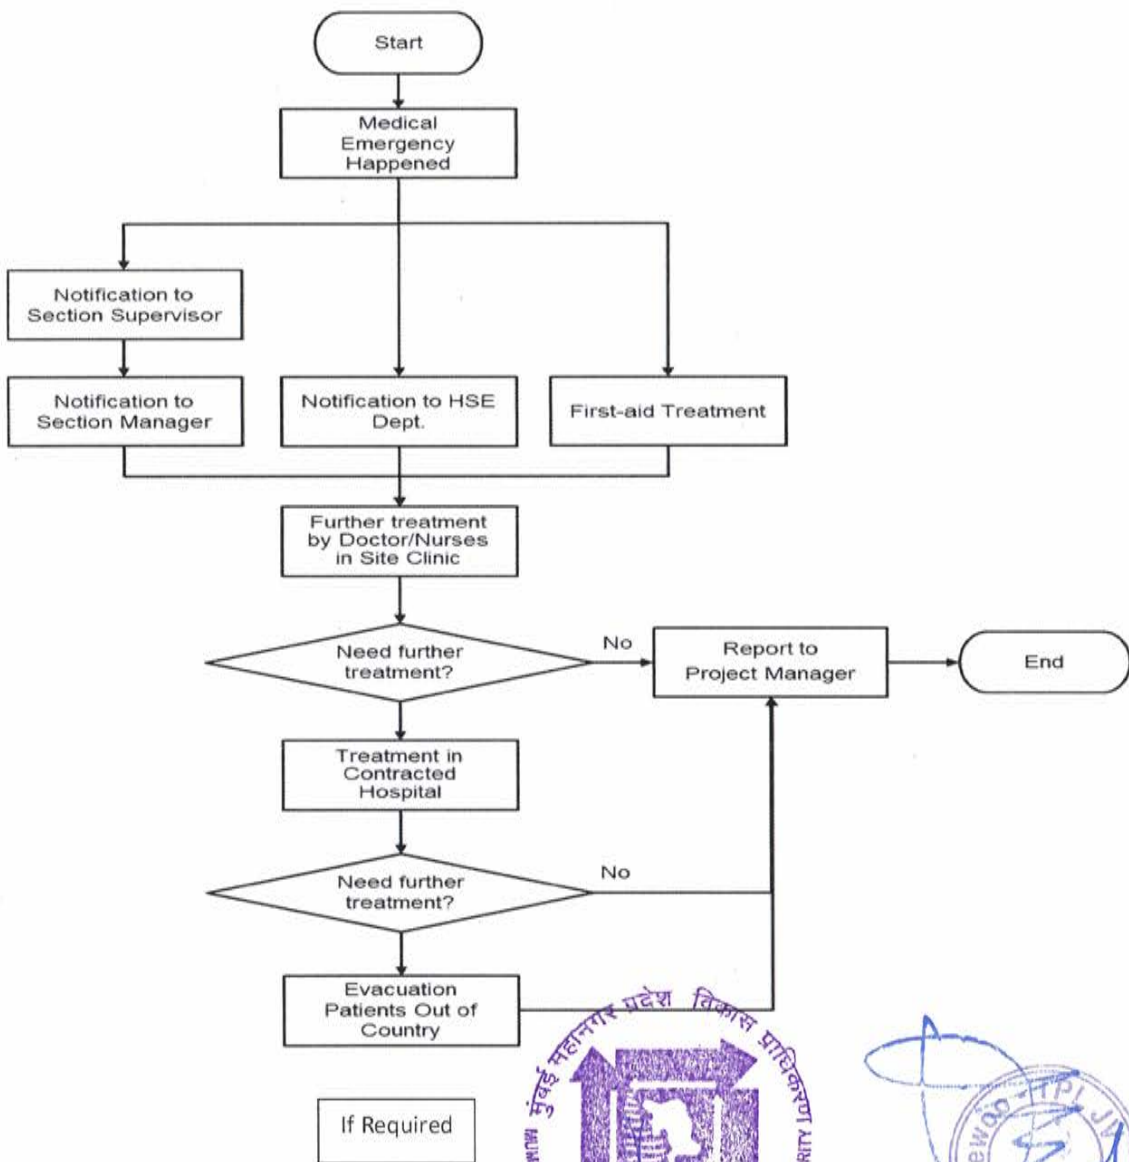 Start
Medical
Emergency
Happened
Notification to
Section Supervisor
Notification to
Section Manager
Notification to HSE
Dept.
First-aid Treatment
Further treatment
by Doctor/Nurses
in Site Clinic
Need further
treatment?
No
Report to
Project Manager
End
Treatment in
Contracted
Hospital
Need further
treatment?
No
Evacuation
Patients Out of
Country
If Required
मुंबई महानगर प्रदेश विकास प्राधिकरण
TPL JV